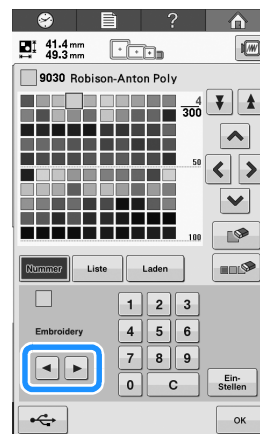 ?
41.4 mm
49.3 mm
9030 Robison-Anton Poly
4
300
50
100
Nummer Liste Laden
Embroidery
1 2 3
4 5 6
7 8 9
0 C
Ein-
Stellen
OK